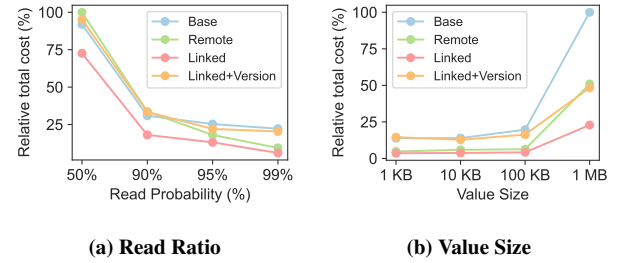 Relative total cost (%)
100
75
50
25
Base
Remote
Linked
Linked+Version
50%
90%
95%
99%
Read Probability (%)
(a) Read Ratio
Relative total cost (%)
100
75
50
25
0
Base
Remote
Linked
Linked+Version
1 KB
10 KB
100 KB
1 MB
Value Size
(b) Value Size